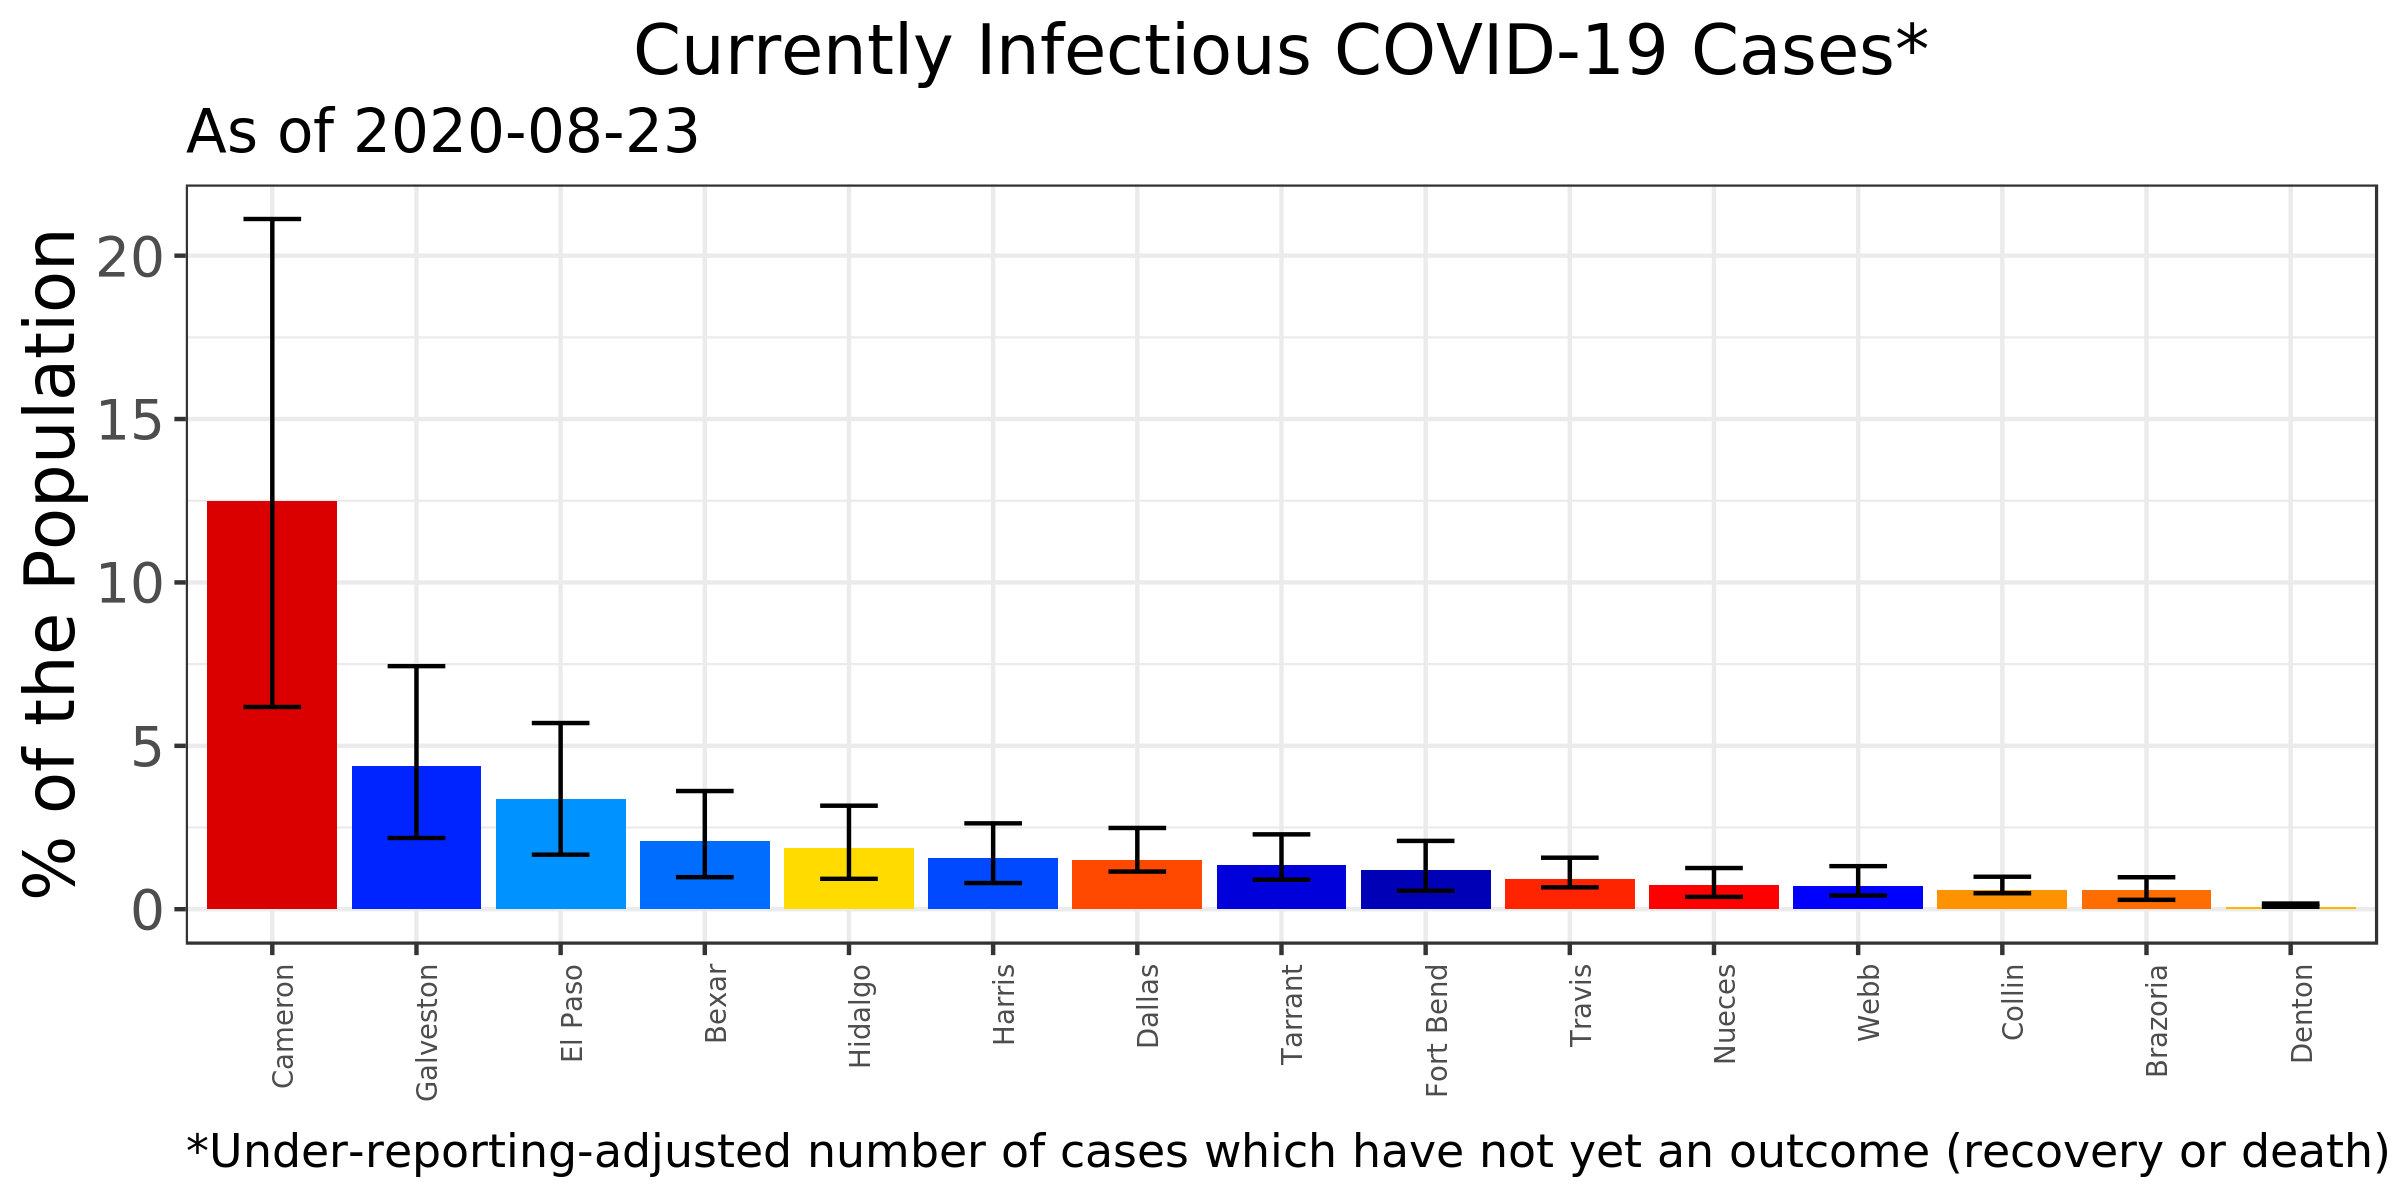 Currently Infectious COVID-19 Cases*
As of 2020-08-23
% of the Population
20
15
10
5
0
Cameron
Galveston
El Paso
Bexar
Hidalgo
Harris
Dallas
Tarrant
Fort Bend
Travis
Nueces
Webb
Collin
Brazoria
Denton
*Under-reporting-adjusted number of cases which have not yet an outcome (recovery or death)